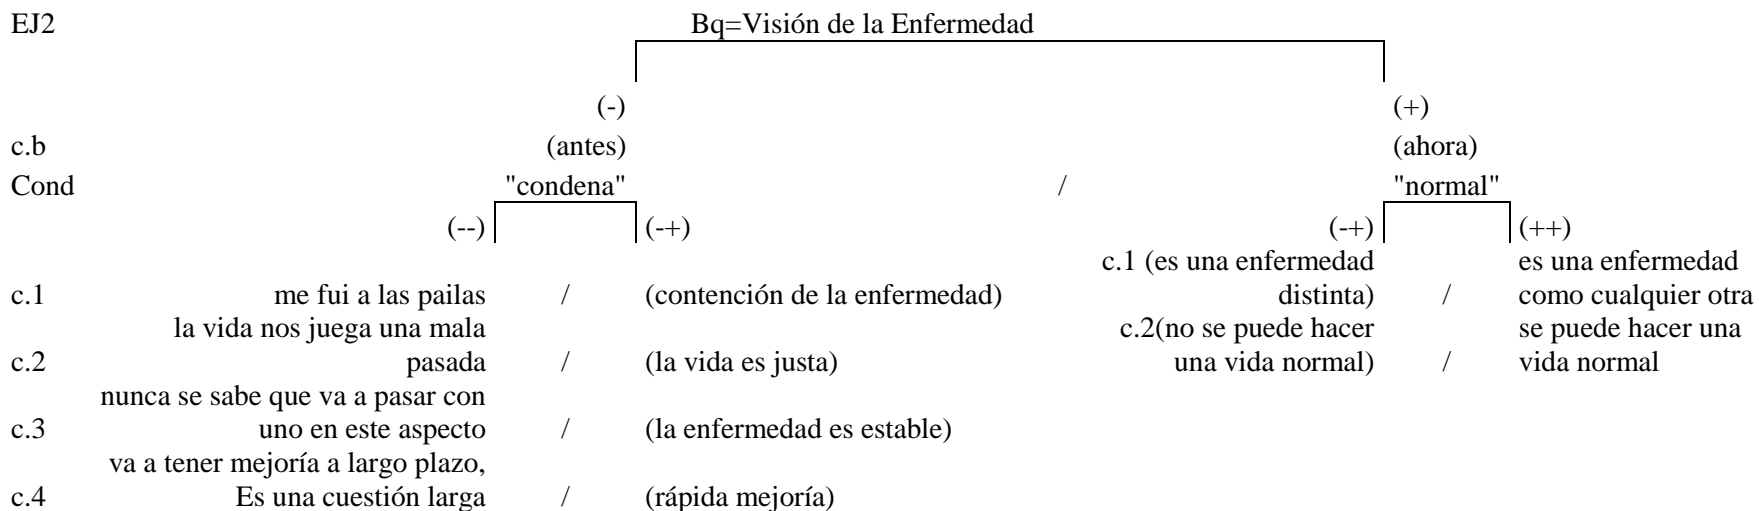 EJ2 Bq=Visión de la Enfermedad
(-) (+)
c.b (antes) (ahora)
Cond "condena" / "normal"
(--) (-+) (-+) (++)
c.1 (es una enfermedad es una enfermedad
c.1 me fui a las pailas / (contención de la enfermedad) distinta) / como cualquier otra
la vida nos juega una mala c.2(no se puede hacer se puede hacer una
c.2 pasada / (la vida es justa) una vida normal) / vida normal
nunca se sabe que va a pasar con
c.3 uno en este aspecto / (la enfermedad es estable)
va a tener mejoría a largo plazo,
c.4 Es una cuestión larga / (rápida mejoría)